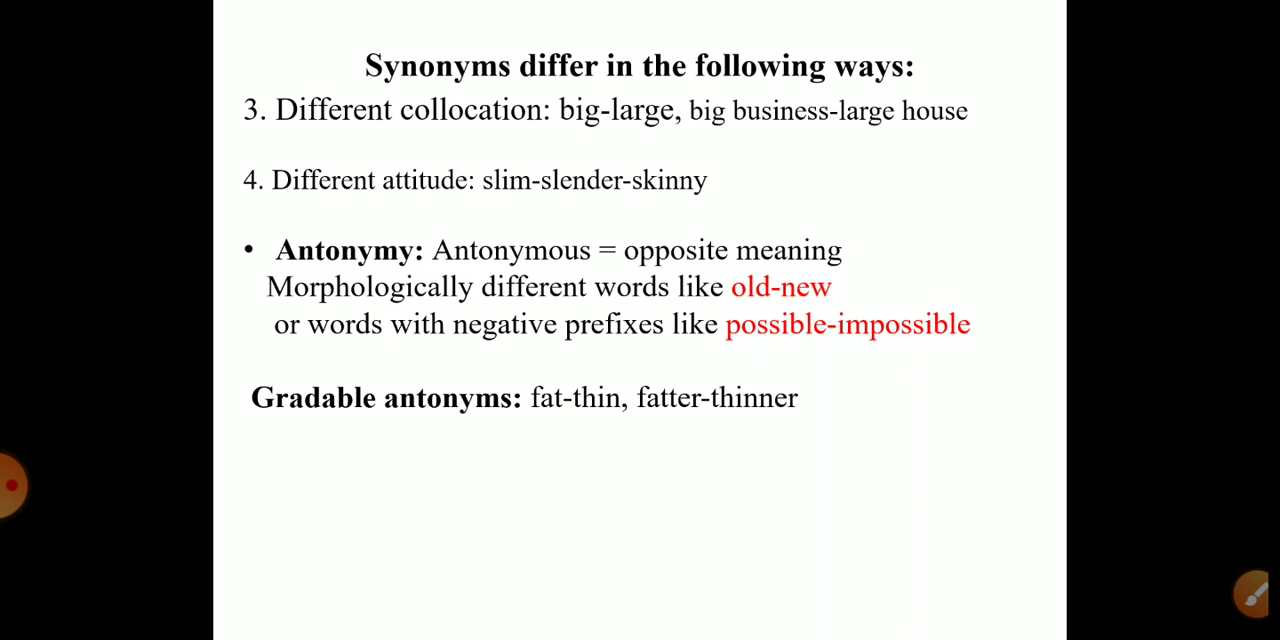 Synonyms differ in the following ways:
3. Different collocation: big-large, big business-large house
4. Different attitude: slim-slender-skinny
• Antonymy: Antonymous = opposite meaning
Morphologically different words like old-new
or words with negative prefixes like possible-impossible
Gradable antonyms: fat-thin, fatter-thinner